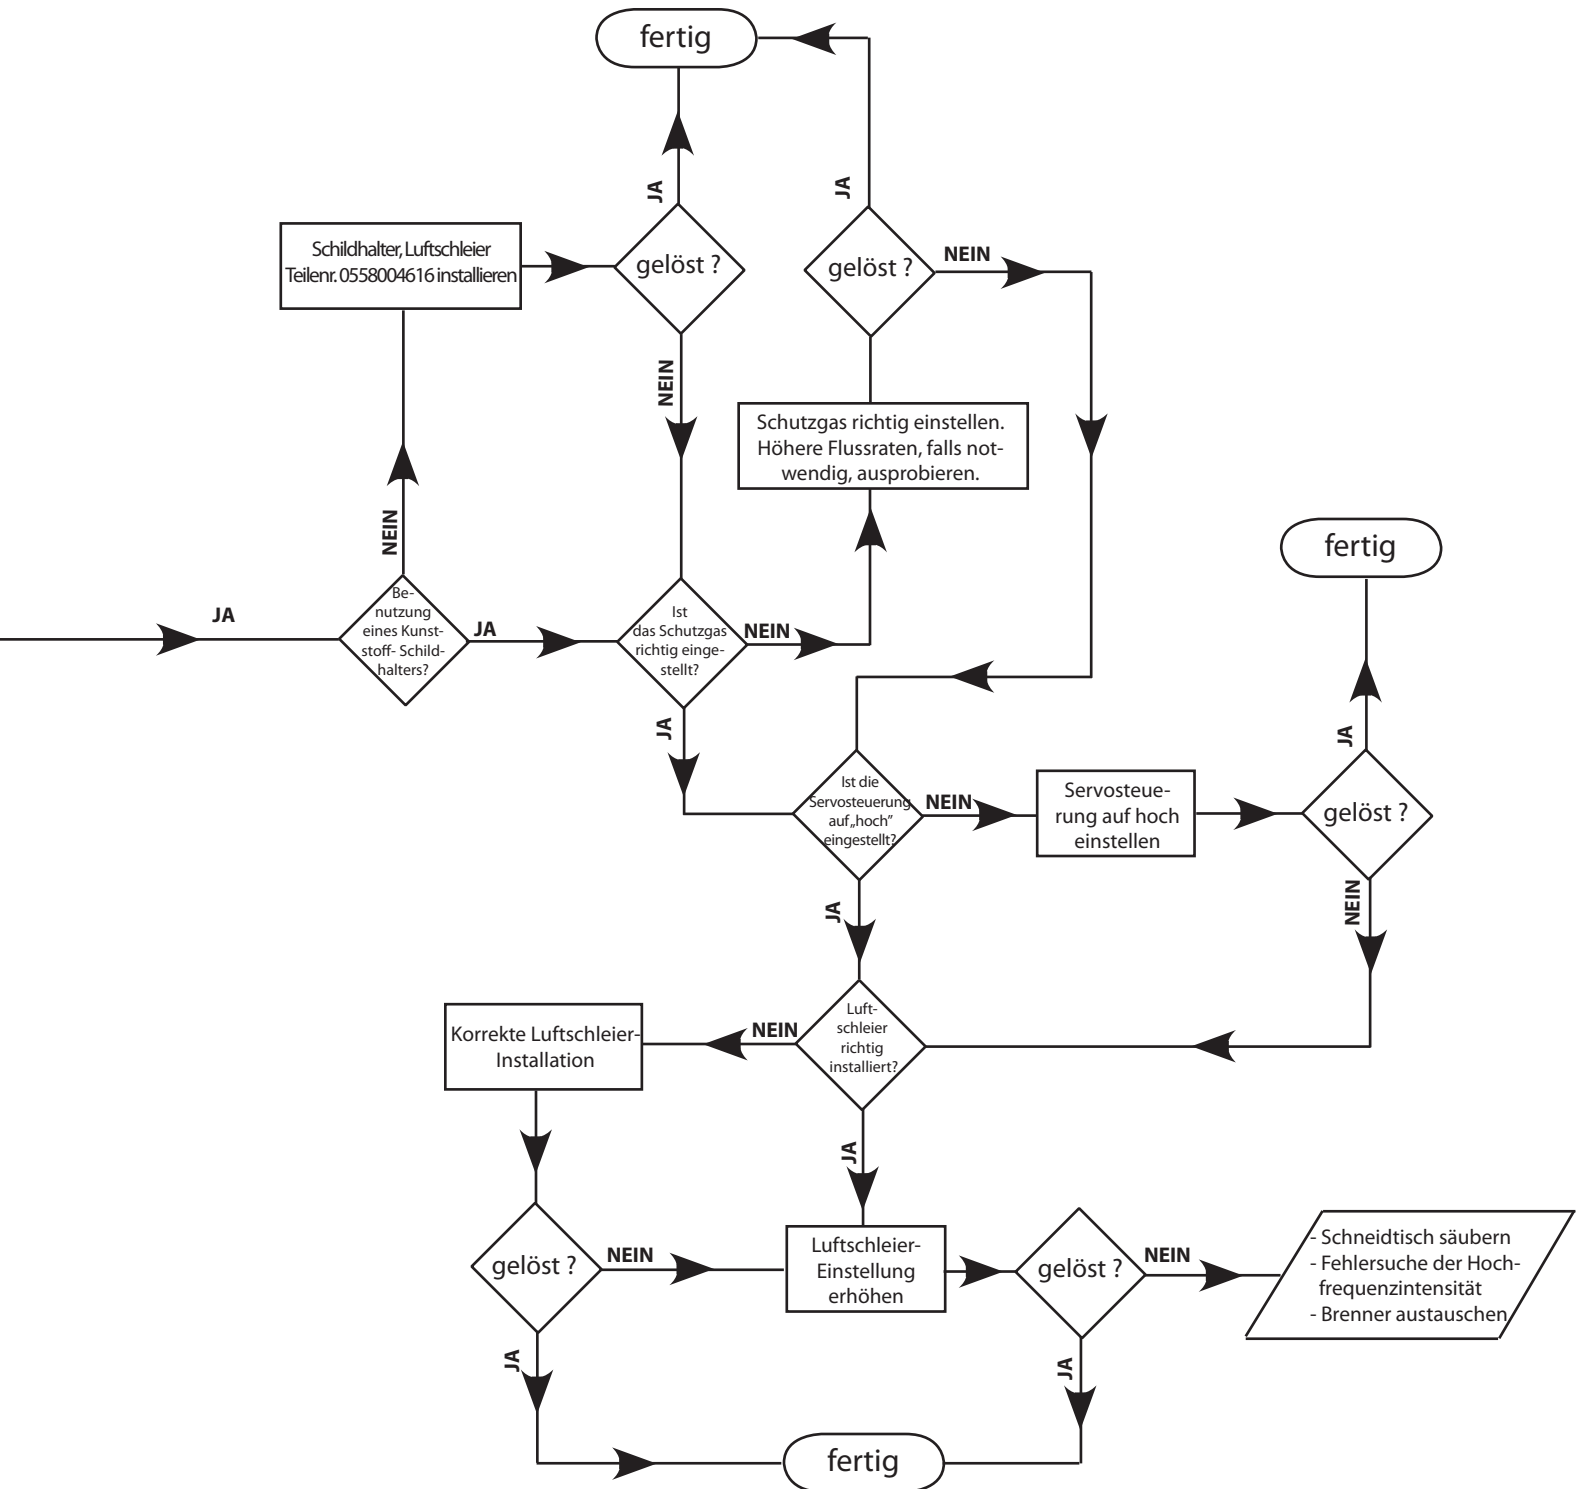 fertig
JA
JA
Schildhalter, Luftschleier
Teilenr. 0558004616 installieren
gelöst ?
gelöst ?
NEIN
NEIN
Schutzgas richtig einstellen.
Höhere Flussraten, falls not-
wendig, ausprobieren.
NEIN
fertig
JA
Be-
nutzung
eines Kunst-
stoff- Schild-
halters?
JA
Ist
das Schutzgas
richtig einge-
stellt?
NEIN
JA
JA
Ist die
Servosteuerung
auf„hoch”
eingestellt?
NEIN
Servosteue-
rung auf hoch
einstellen
gelöst ?
JA
NEIN
Korrekte Luftschleier-
Installation
NEIN
Luft-
schleier
richtig
installiert?
JA
gelöst ?
NEIN
Luftschleier-
Einstellung
erhöhen
gelöst ?
NEIN
- Schneidtisch säubern
- Fehlersuche der Hoch-
frequenzintensität
- Brenner austauschen
JA
JA
fertig